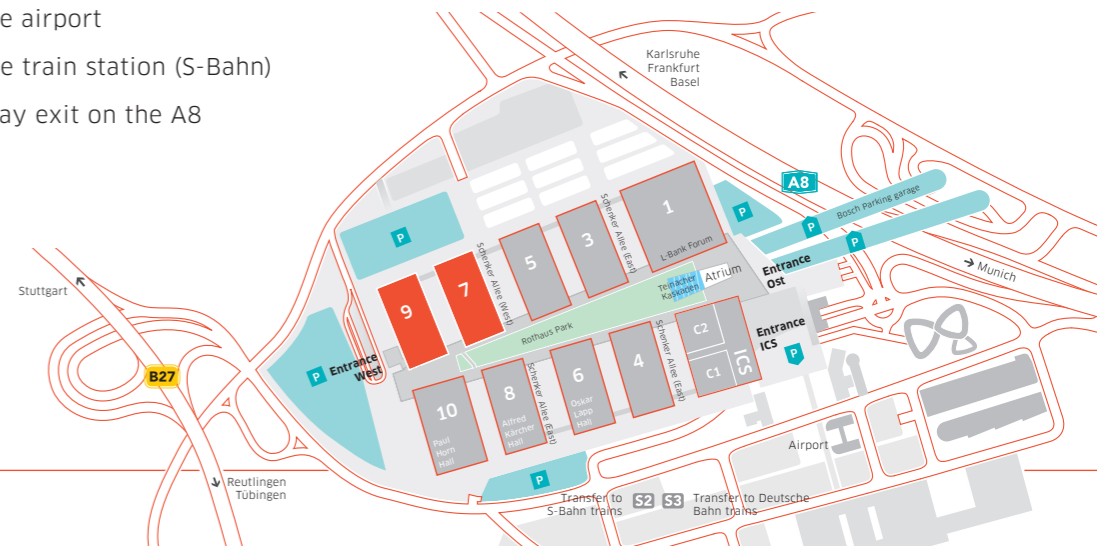 e airport
e train station (S-Bahn)
ay exit on the A8
Karlsruhe
Frankfurt
Basel
A8
Bosch Parking garage
P
P
P
P
1
L-Bank Forum
Schenker Allee (East)
3
5
Schenker Allee (West)
7
9
Teinacher
Kaskaden
Atrium
Entrance
Ost
Munich
Stuttgart
Rothaus Park
Entrance
ICS
P
C2
C1
ICS
Schenker Allee (East)
4
6
Oskar
Lapp
Hall
Schenker Allee (East)
8
Alfred
Kärcher
Hall
10
Paul
Horn
Hall
P
Entrance
West
B27
Airport
Reutlingen
Tübingen
P
Transfer to
S-Bahn trains
S2
S3
Transfer to Deutsche
Bahn trains